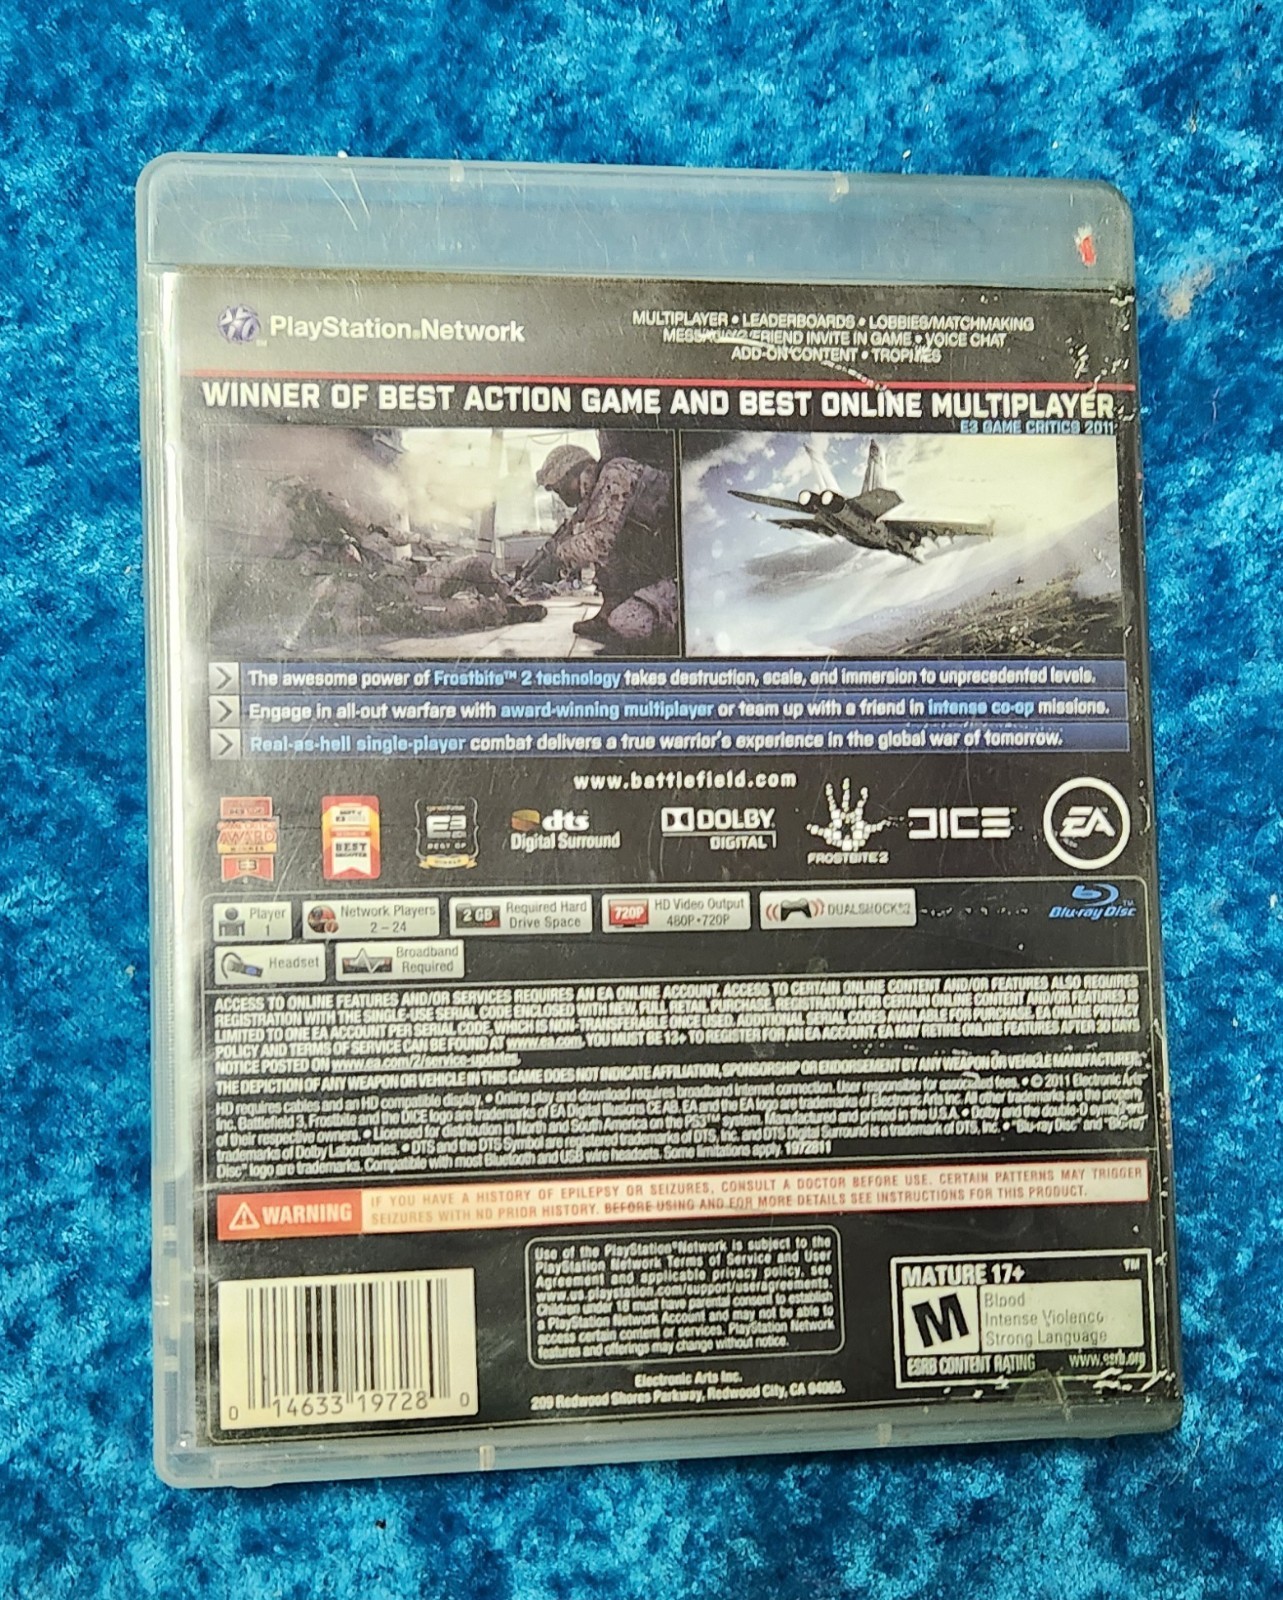 PlayStation®Network
MULTIPLAYER • LEADERBOARDS • LOBBIES/MATCHMAKING
FRIEND INVITE IN GAME • VOICE CHAT
ADD-ON CONTENT • TROPHIES
WINNER OF BEST ACTION GAME AND BEST ONLINE MULTIPLAYER
E3 GAME CRITICS 2011
The awesome power of Frostbite™ 2 technology takes destruction, scale, and immersion to unprecedented levels.
Engage in all-out warfare with award-winning multiplayer or team up with a friend in intense co-op missions.
Real-as-hell single-player combat delivers a true warrior's experience in the global war of tomorrow.
www.battlefield.com
AWARD
E3
BEST
SHOOTER
E3
BEST OF
WINNER
dts
Digital Surround
DOLBY
DIGITAL
FROSTBITE 2
DICE
EA
Player
1
Network Players
2 – 24
2 GB
Required Hard
Drive Space
720P
HD Video Output
480P • 720P
DUALSHOCK®3
Blu-ray Disc™
Headset
Broadband
Required
ACCESS TO ONLINE FEATURES AND/OR SERVICES REQUIRES AN EA ONLINE ACCOUNT. ACCESS TO CERTAIN ONLINE CONTENT AND/OR FEATURES ALSO REQUIRES
REGISTRATION WITH THE SINGLE-USE SERIAL CODE ENCLOSED WITH NEW, FULL RETAIL PURCHASE. REGISTRATION FOR CERTAIN ONLINE CONTENT AND/OR FEATURES IS
LIMITED TO ONE EA ACCOUNT PER SERIAL CODE, WHICH IS NON-TRANSFERABLE ONCE USED. ADDITIONAL SERIAL CODES AVAILABLE FOR PURCHASE. EA ONLINE PRIVACY
POLICY AND TERMS OF SERVICE CAN BE FOUND AT www.ea.com. YOU MUST BE 13+ TO REGISTER FOR AN EA ACCOUNT. EA MAY RETIRE ONLINE FEATURES AFTER 30 DAYS
NOTICE POSTED ON www.ea.com/2/service-updates.
THE DEPICTION OF ANY WEAPON OR VEHICLE IN THIS GAME DOES NOT INDICATE AFFILIATION, SPONSORSHIP OR ENDORSEMENT BY ANY WEAPON OR VEHICLE MANUFACTURER.
HD requires cables and an HD compatible display. • Online play and download requires broadband internet connection. User responsible for associated fees. • © 2011 Electronic Arts
Inc. Battlefield 3, Frostbite and the DICE logo are trademarks of EA Digital Illusions CE AB. EA and the EA logo are trademarks of Electronic Arts Inc. All other trademarks are the property
of their respective owners. • Licensed for distribution in North and South America on the PS3™ system. Manufactured and printed in the U.S.A. • Dolby and the double-D symbol are
trademarks of Dolby Laboratories. • DTS and the DTS Symbol are registered trademarks of DTS, Inc. and DTS Digital Surround is a trademark of DTS, Inc. • "Blu-ray Disc" and "Blu-ray
Disc" logo are trademarks. Compatible with most Bluetooth and USB wire headsets. Some limitations apply. 1972811
WARNING
IF YOU HAVE A HISTORY OF EPILEPSY OR SEIZURES, CONSULT A DOCTOR BEFORE USE. CERTAIN PATTERNS MAY TRIGGER
SEIZURES WITH NO PRIOR HISTORY. BEFORE USING AND FOR MORE DETAILS SEE INSTRUCTIONS FOR THIS PRODUCT.
Use of the PlayStation®Network is subject to the
PlayStation Network Terms of Service and User
Agreement and applicable privacy policy, see
www.us.playstation.com/support/useragreements.
Children under 18 must have parental consent to establish
a PlayStation Network Account and may not be able to
access certain content or services. PlayStation Network
features and offerings may change without notice.
Electronic Arts Inc.
209 Redwood Shores Parkway, Redwood City, CA 94065.
0 14633 19728 0
MATURE 17+ ™
M
Blood
Intense Violence
Strong Language
ESRB CONTENT RATING www.esrb.org